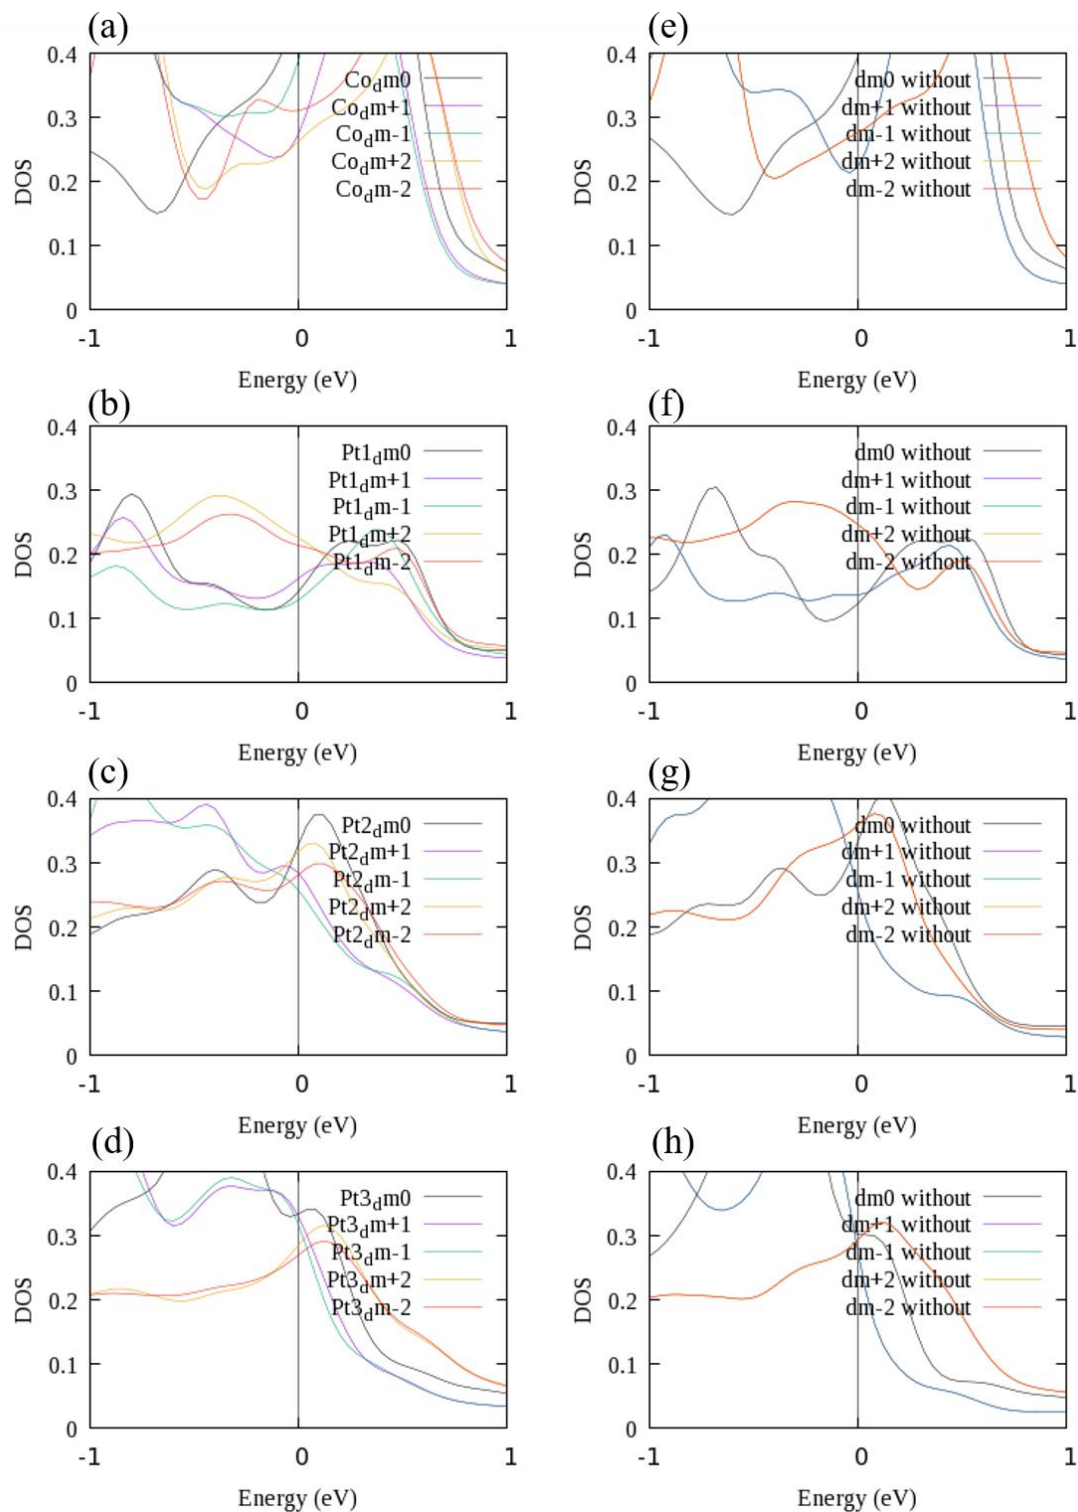 (a)
DOS
0.4
0.3
0.2
0.1
0
Co_dm0
Co_dm+1
Co_dm-1
Co_dm+2
Co_dm-2
-1 0 1
Energy (eV)
(e)
DOS
0.4
0.3
0.2
0.1
0
dm0 without
dm+1 without
dm-1 without
dm+2 without
dm-2 without
-1 0 1
Energy (eV)
(b)
DOS
0.4
0.3
0.2
0.1
0
Pt1_dm0
Pt1_dm+1
Pt1_dm-1
Pt1_dm+2
Pt1_dm-2
-1 0 1
Energy (eV)
(f)
DOS
0.4
0.3
0.2
0.1
0
dm0 without
dm+1 without
dm-1 without
dm+2 without
dm-2 without
-1 0 1
Energy (eV)
(c)
DOS
0.4
0.3
0.2
0.1
0
Pt2_dm0
Pt2_dm+1
Pt2_dm-1
Pt2_dm+2
Pt2_dm-2
-1 0 1
Energy (eV)
(g)
DOS
0.4
0.3
0.2
0.1
0
dm0 without
dm+1 without
dm-1 without
dm+2 without
dm-2 without
-1 0 1
Energy (eV)
(d)
DOS
0.4
0.3
0.2
0.1
0
Pt3_dm0
Pt3_dm+1
Pt3_dm-1
Pt3_dm+2
Pt3_dm-2
-1 0 1
Energy (eV)
(h)
DOS
0.4
0.3
0.2
0.1
0
dm0 without
dm+1 without
dm-1 without
dm+2 without
dm-2 without
-1 0 1
Energy (eV)